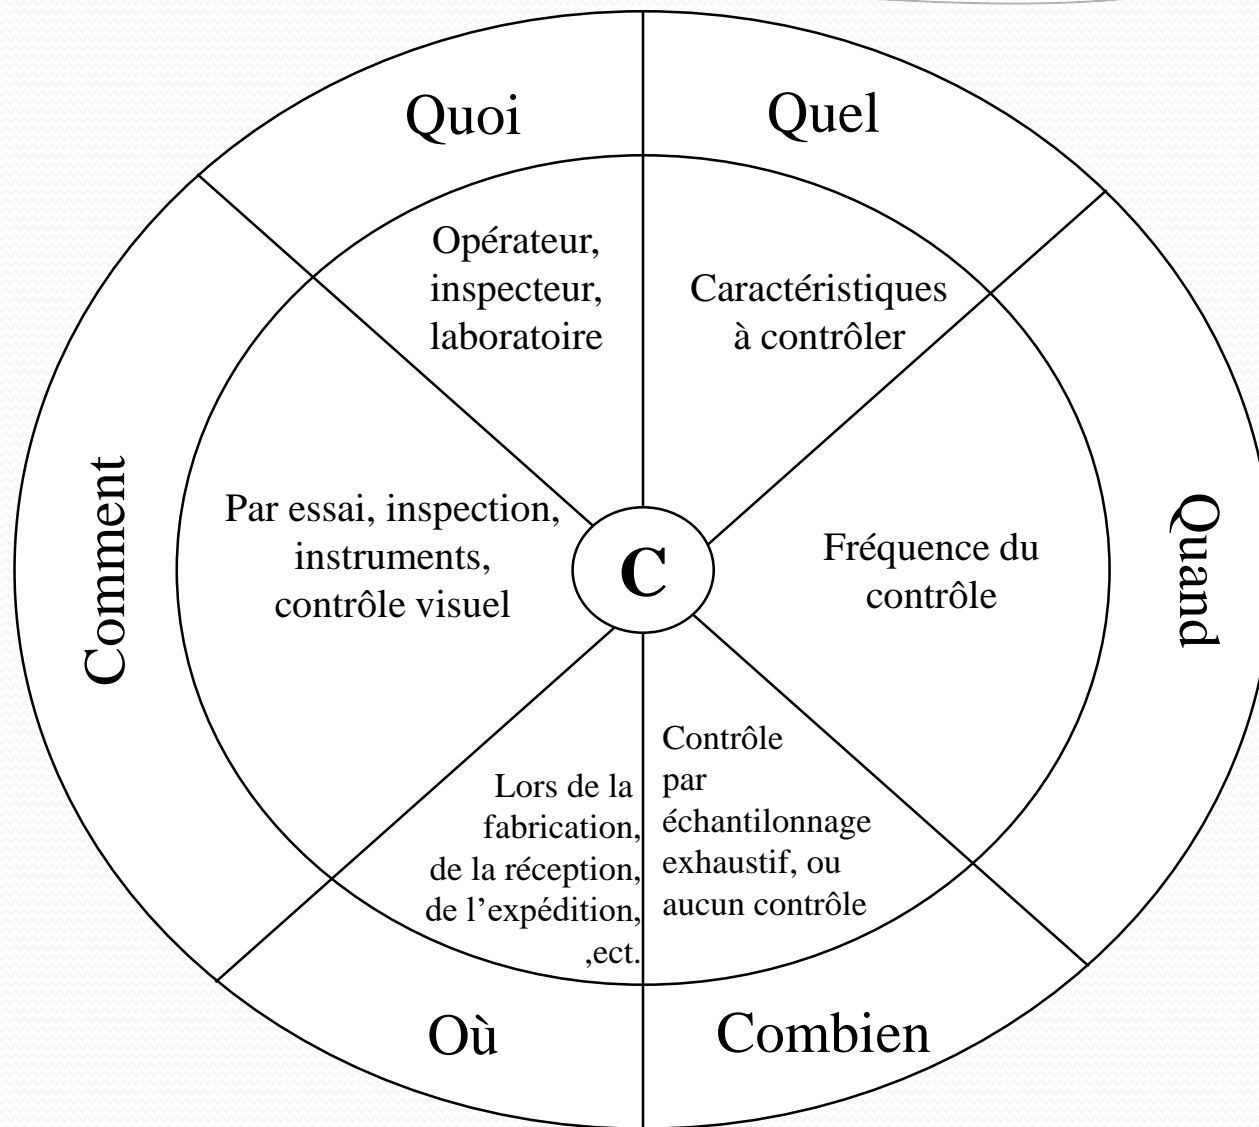 Quoi
Quel
Opérateur,
inspecteur,
laboratoire
Caractéristiques
à contrôler
Comment
Par essai, inspection,
instruments,
contrôle visuel
C
Fréquence du
contrôle
Quand
Lors de la
fabrication,
de la réception,
de l’expédition,
,ect.
Contrôle
par
échantilonnage
exhaustif, ou
aucun contrôle
Où
Combien